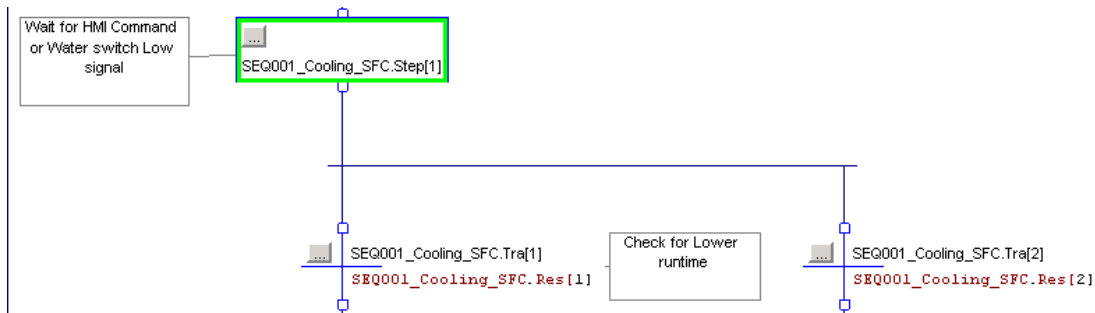 Wait for HMI Command
or Water switch Low
signal
...
SEQ001_Cooling_SFC.Step[1]
...
SEQ001_Cooling_SFC.Tra[1]
SEQ001_Cooling_SFC.Res[1]
Check for Lower
runtime
...
SEQ001_Cooling_SFC.Tra[2]
SEQ001_Cooling_SFC.Res[2]